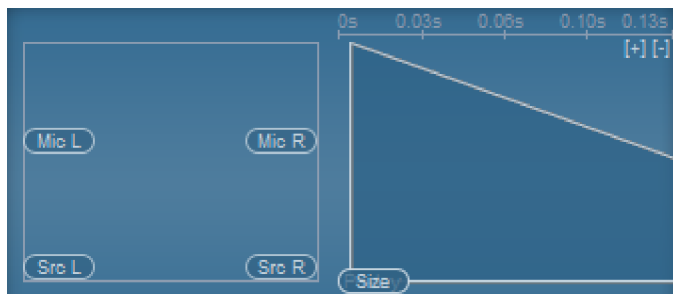 0s 0.03s 0.06s 0.10s 0.13s
[+] [-]
Mic L Mic R
Src L Src R
Size